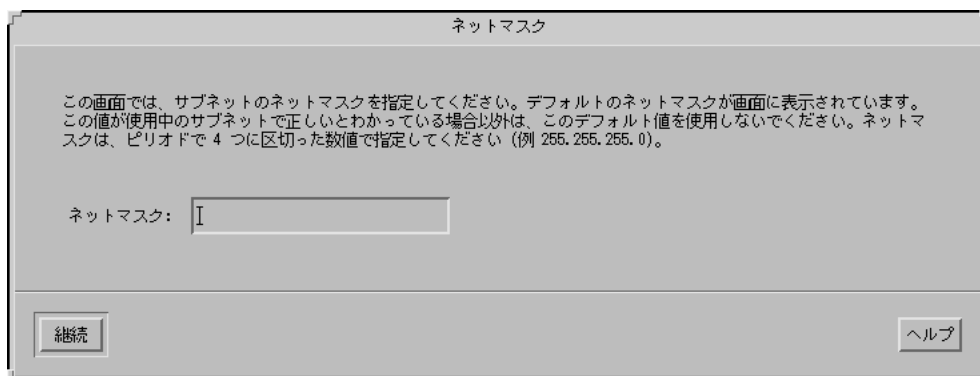 ネットマスク
この画面では、サブネットのネットマスクを指定してください。デフォルトのネットマスクが画面に表示されています。
この値が使用中のサブネットで正しいとわかっている場合以外は、このデフォルト値を使用しないでください。ネットマ
スクは、ピリオドで 4 つに区切った数値で指定してください (例 255.255.255.0)。
ネットマスク:
継続
ヘルプ